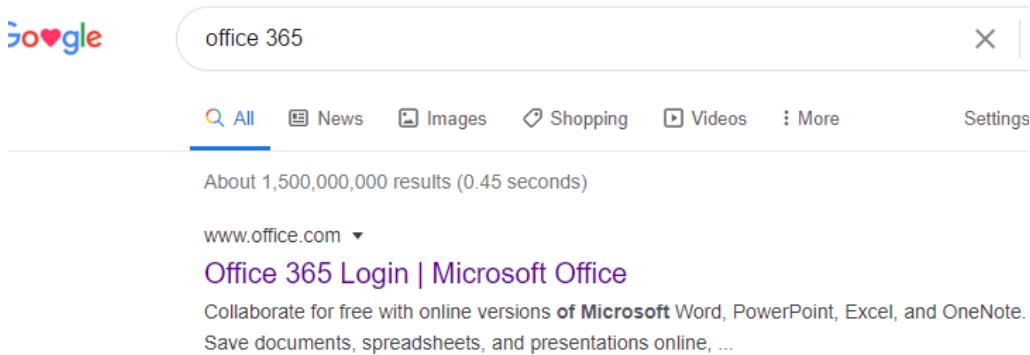 Google
office 365
All News Images Shopping Videos More Settings
About 1,500,000,000 results (0.45 seconds)
www.office.com
Office 365 Login | Microsoft Office
Collaborate for free with online versions of Microsoft Word, PowerPoint, Excel, and OneNote.
Save documents, spreadsheets, and presentations online, ...